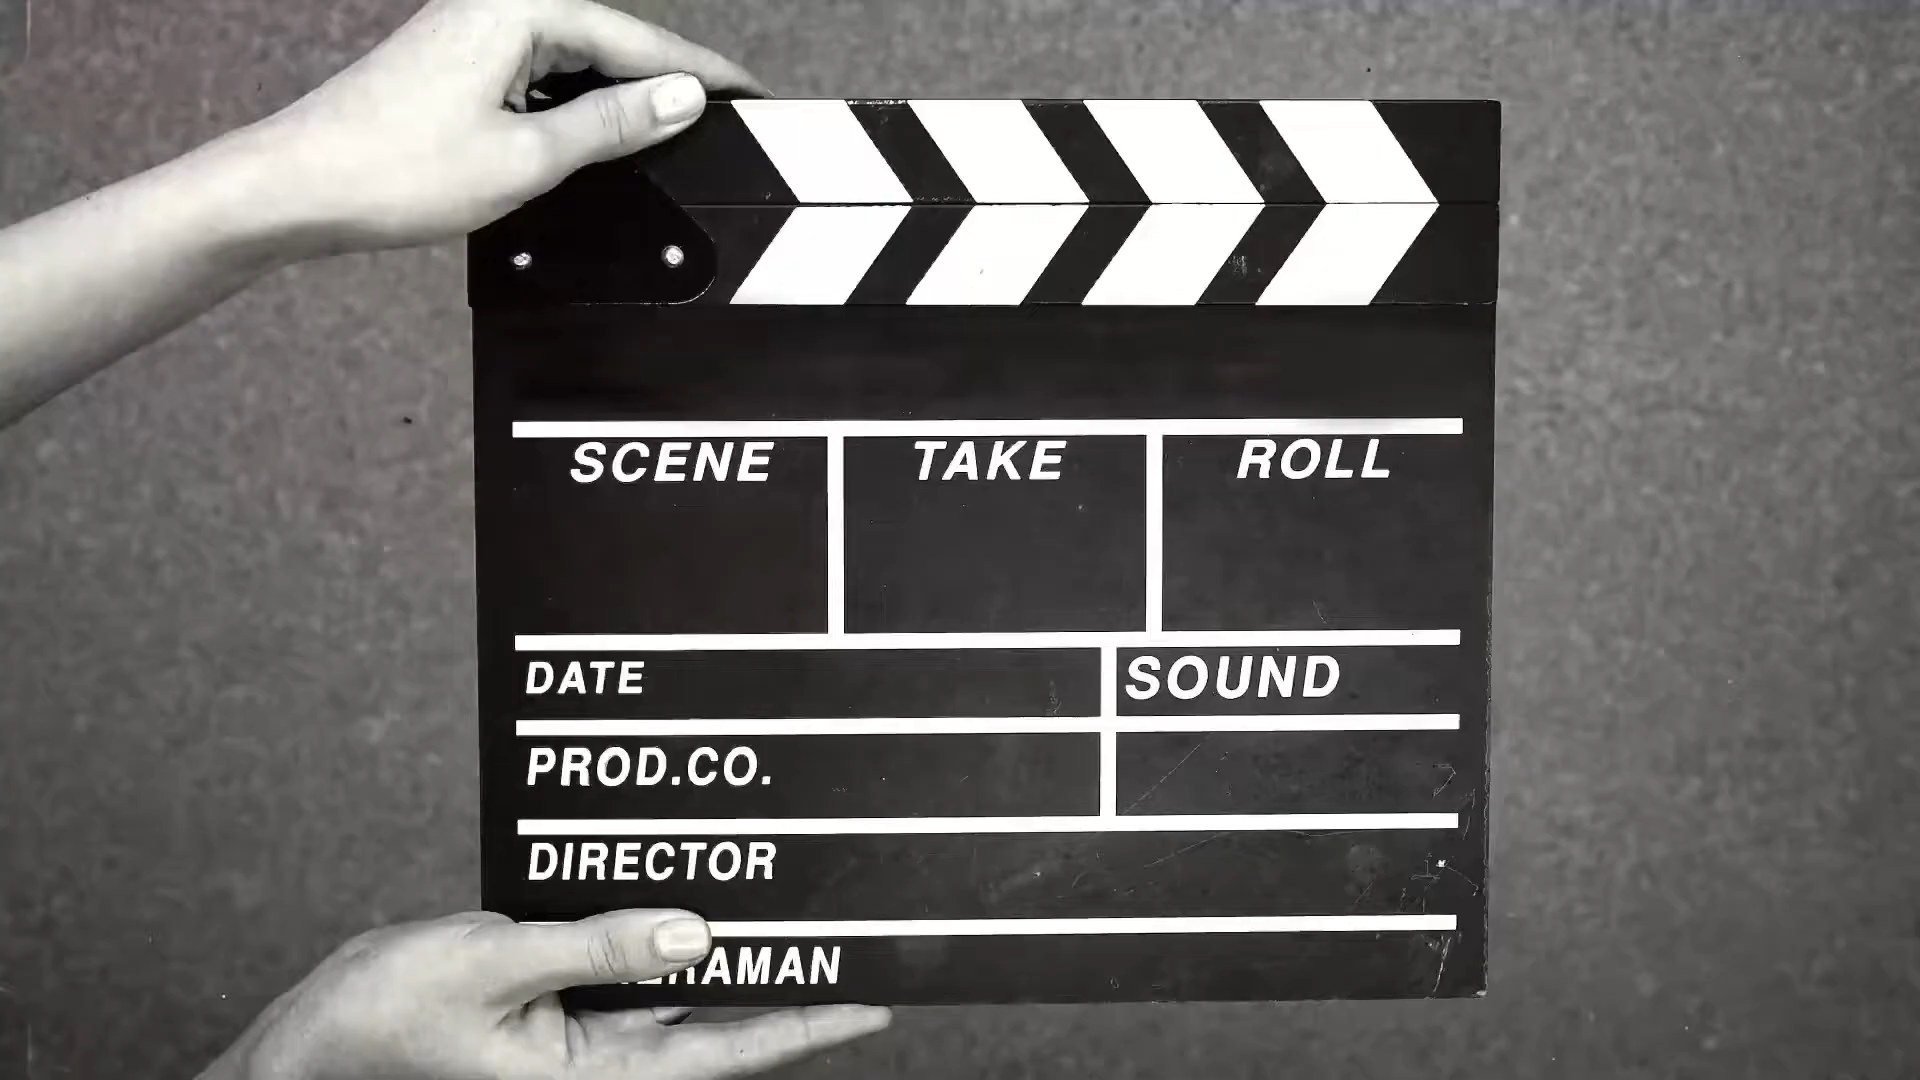 SCENE TAKE ROLL
DATE SOUND
PROD.CO.
DIRECTOR